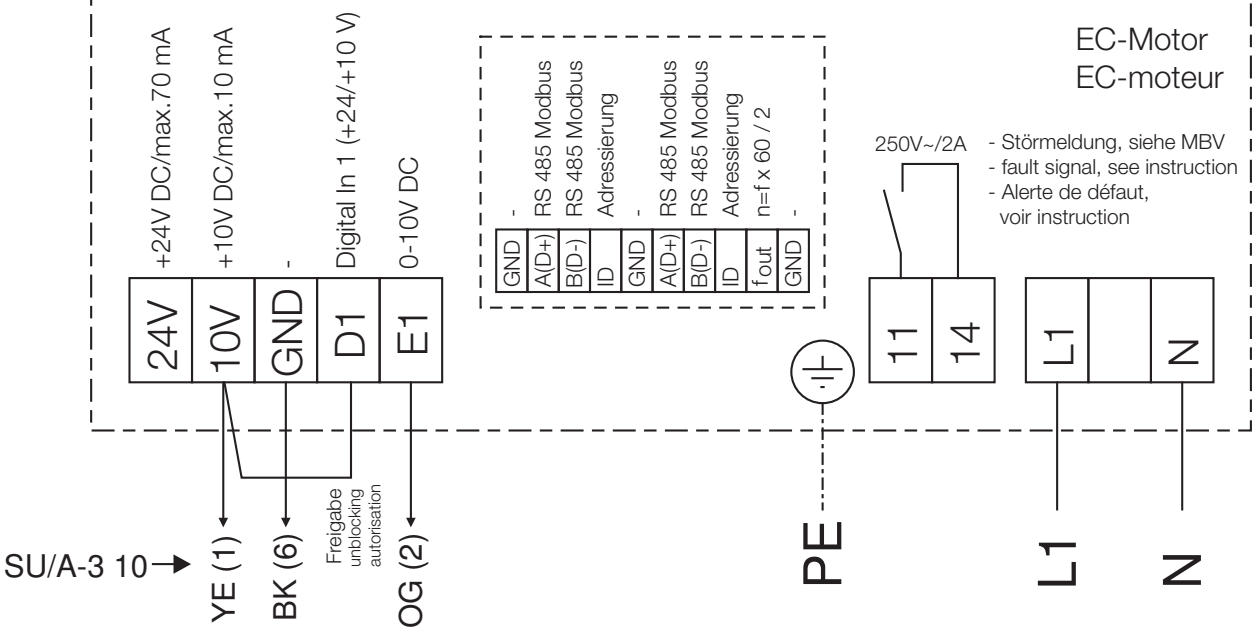 EC-Motor
EC-moteur
+24V DC/max.70 mA
+10V DC/max.10 mA
-
Digital In 1 (+24/+10 V)
0-10V DC
24V
10V
GND
D1
E1
-
RS 485 Modbus
RS 485 Modbus
Adressierung
-
RS 485 Modbus
RS 485 Modbus
Adressierung
n=f x 60 / 2
-
GND
A(D+)
B(D-)
ID
GND
A(D+)
B(D-)
ID
f out
GND
250V~/2A
- Störmeldung, siehe MBV
- fault signal, see instruction
- Alerte de défaut,
voir instruction
11
14
L1
N
SU/A-3 10
YE (1)
BK (6)
Freigabe
unblocking
autorisation
OG (2)
PE
L1
N